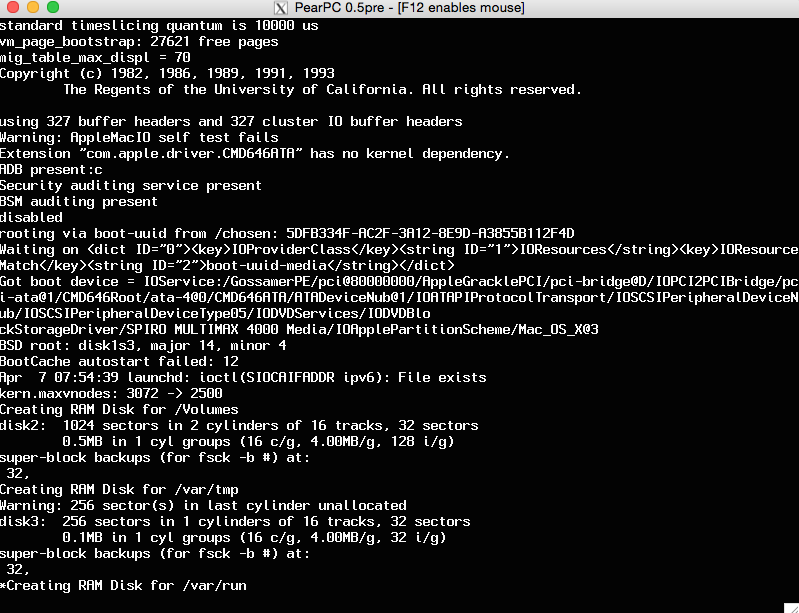 PearPC 0.5pre - [F12 enables mouse]
standard timeslicing quantum is 10000 us
vm_page_bootstrap: 27621 free pages
mig_table_max_displ = 70
Copyright (c) 1982, 1986, 1989, 1991, 1993
The Regents of the University of California. All rights reserved.
using 327 buffer headers and 327 cluster IO buffer headers
Warning: AppleMacIO self test fails
Extension "com.apple.driver.CMD646ATA" has no kernel dependency.
ADB present:c
Security auditing service present
BSM auditing present
disabled
rooting via boot-uuid from /chosen: 5DFB334F-AC2F-3A12-8E9D-A3855B112F4D
Waiting on <dict ID="0"><key>IOProviderClass</key><string ID="1">IOResources</string><key>IOResource
Match</key><string ID="2">boot-uuid-media</string></dict>
Got boot device = IOService:/GossamerPE/pci@80000000/AppleGracklePCI/pci-bridge@D/IOPCI2PCIBridge/pc
i-ata@1/CMD646Root/ata-4@0/CMD646ATA/ATADeviceNub@1/IOATAPIProtocolTransport/IOSCSIPeripheralDeviceN
ub/IOSCSIPeripheralDeviceType05/IODVDServices/IODVDBlo
ckStorageDriver/SPIRO MULTIMAX 4000 Media/IOApplePartitionScheme/Mac_OS_X@3
BSD root: disk1s3, major 14, minor 4
BootCache autostart failed: 12
Apr  7 07:54:39 launchd: ioctl(SIOCAIFADDR ipv6): File exists
kern.maxvnodes: 3072 -> 2500
Creating RAM Disk for /Volumes
disk2:  1024 sectors in 2 cylinders of 16 tracks, 32 sectors
0.5MB in 1 cyl groups (16 c/g, 4.00MB/g, 128 i/g)
super-block backups (for fsck -b #) at:
32,
Creating RAM Disk for /var/tmp
Warning: 256 sector(s) in last cylinder unallocated
disk3:  256 sectors in 1 cylinders of 16 tracks, 32 sectors
0.1MB in 1 cyl groups (16 c/g, 4.00MB/g, 32 i/g)
super-block backups (for fsck -b #) at:
32,
*Creating RAM Disk for /var/run